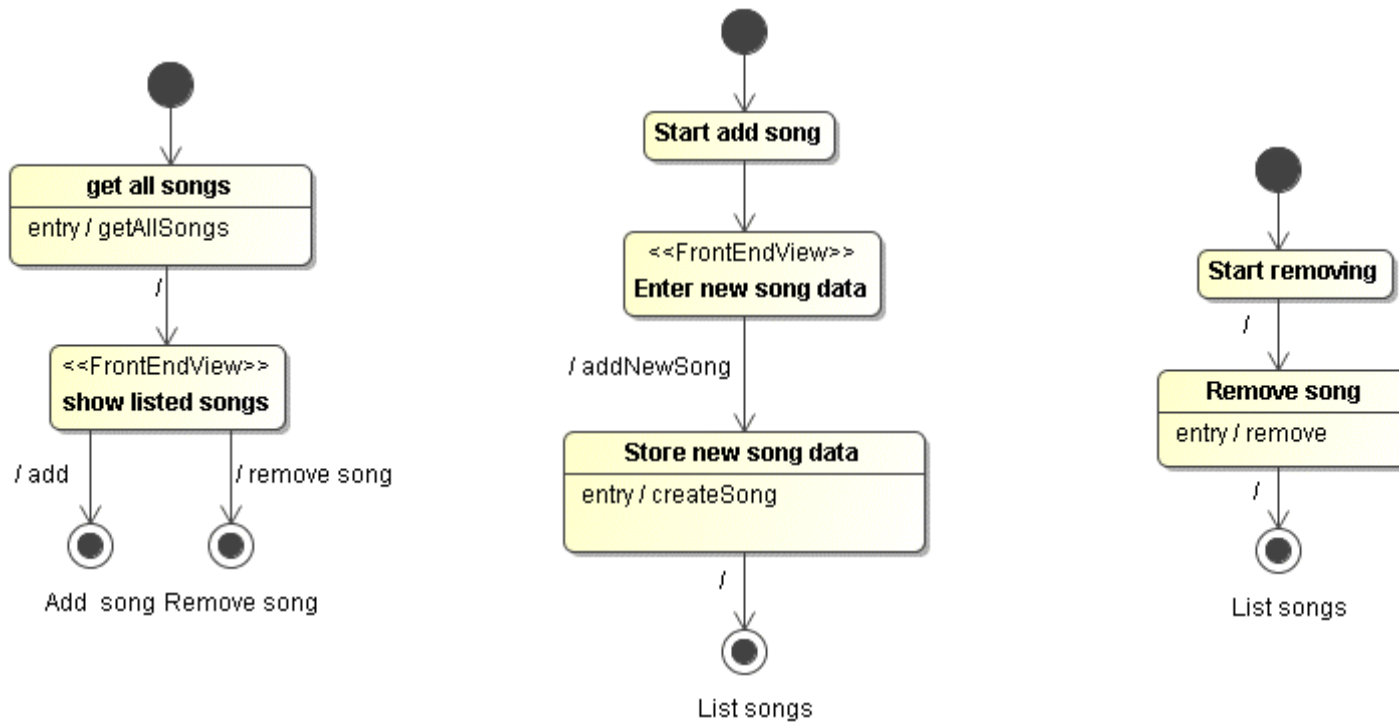 get all songs
entry / getAllSongs
/
<<FrontEndView>>
show listed songs
/ add
/ remove song
Add  song
Remove song
Start add song
<<FrontEndView>>
Enter new song data
/ addNewSong
Store new song data
entry / createSong
/
List songs
Start removing
/
Remove song
entry / remove
/
List songs